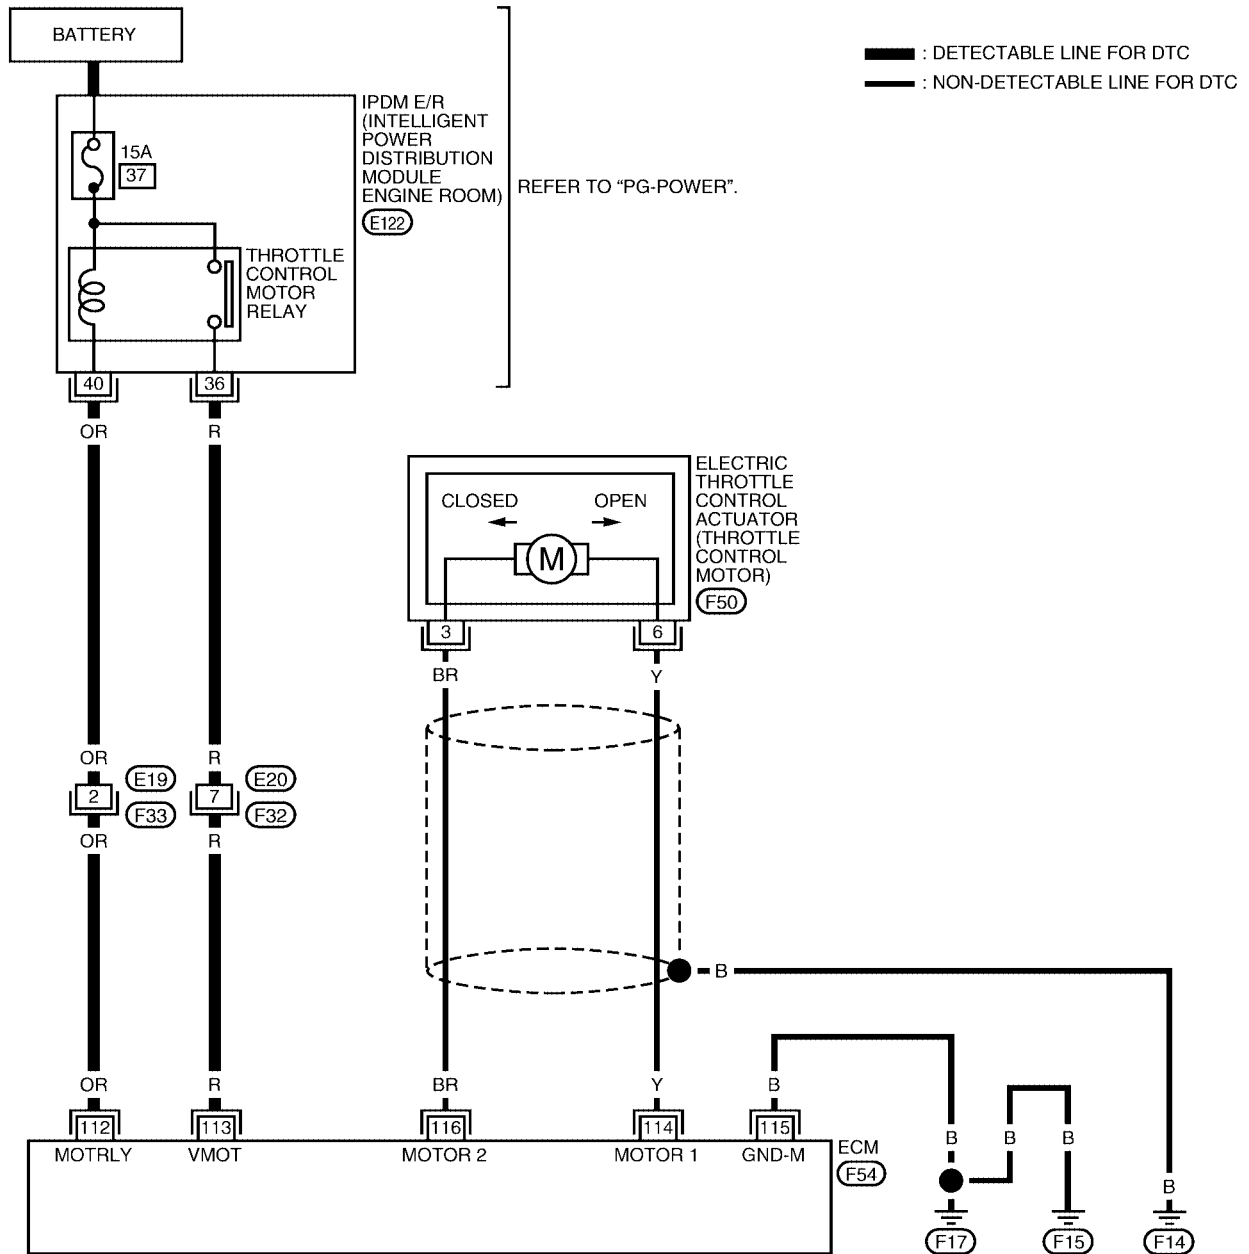 BATTERY
: DETECTABLE LINE FOR DTC
: NON-DETECTABLE LINE FOR DTC
IPDM E/R
(INTELLIGENT
POWER
DISTRIBUTION
MODULE
ENGINE ROOM)
E122
15A
37
REFER TO “PG-POWER”.
THROTTLE
CONTROL
MOTOR
RELAY
40 36
OR R
ELECTRIC
THROTTLE
CONTROL
ACTUATOR
(THROTTLE
CONTROL
MOTOR)
F50
CLOSED OPEN
M
3 6
BR Y
OR R
2 E19 7 E20
F33 F32
OR R
B
OR R BR Y B
112 113 116 114 115
MOTRLY VMOT MOTOR 2 MOTOR 1 GND-M
ECM
F54
B B B
B
F17 F15 F14